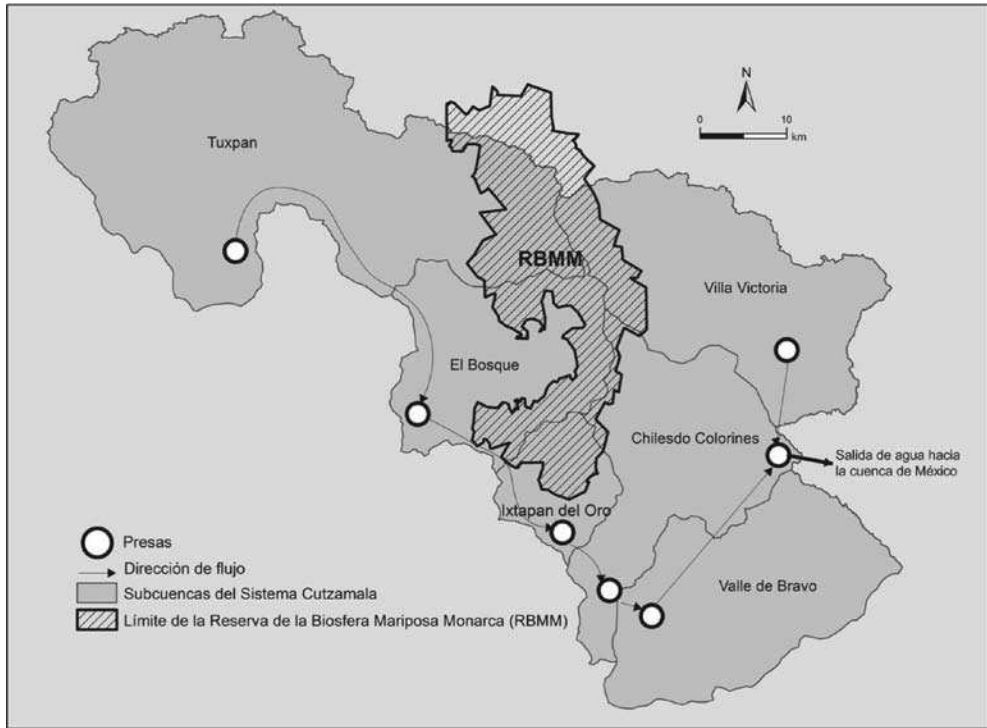 N
0 10
km
Tuxpan
RBMM
Villa Victoria
El Bosque
Chilesdo Colorines
Salida de agua hacia
la cuenca de México
Ixtapan del Oro
Valle de Bravo
Presas
Dirección de flujo
Subcuencas del Sistema Cutzamala
Límite de la Reserva de la Biosfera Mariposa Monarca (RBMM)